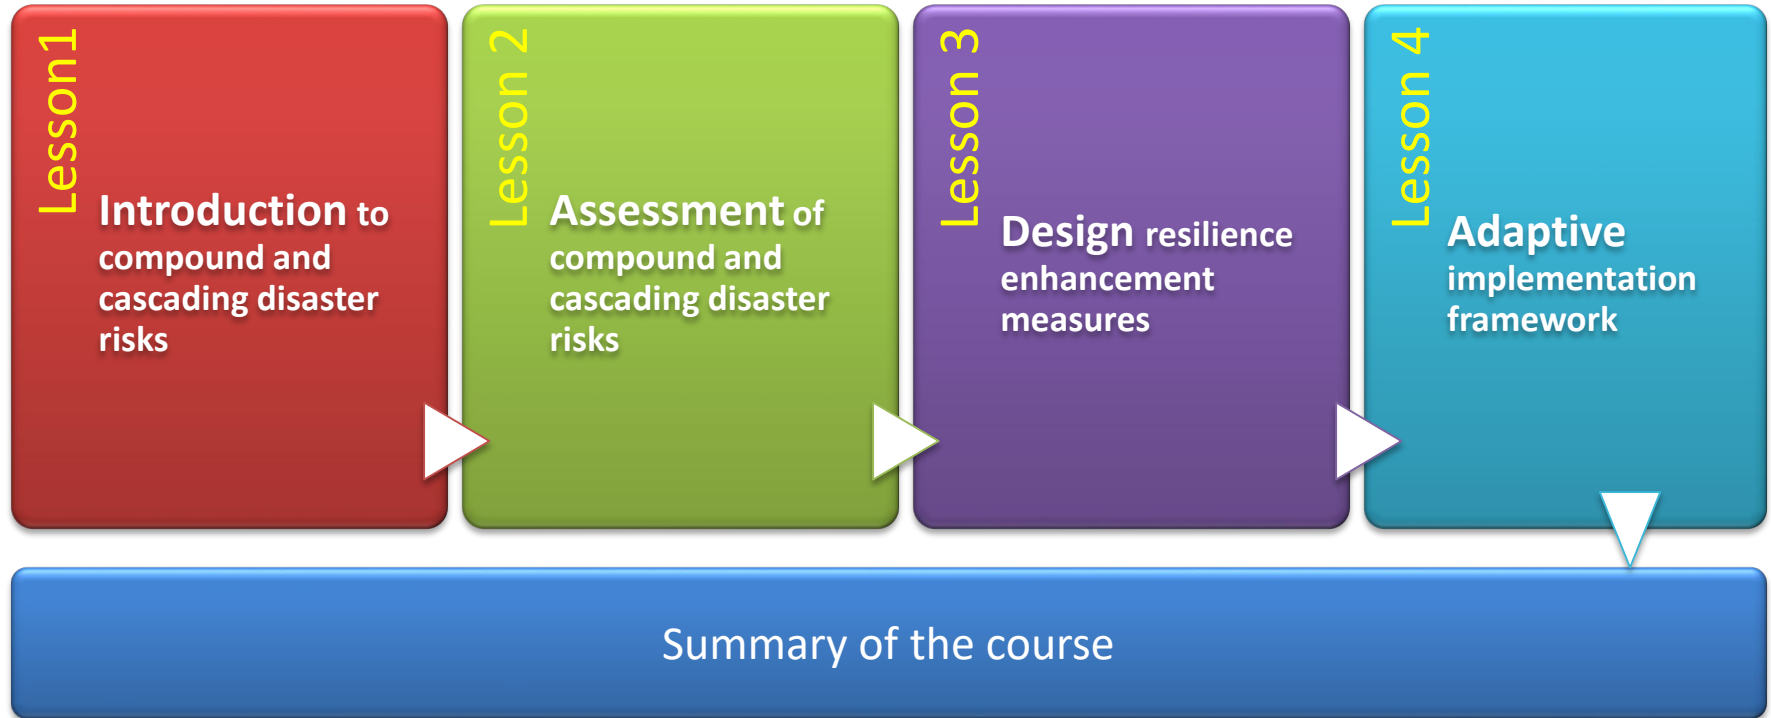 Lesson1
Introduction to
compound and
cascading disaster
risks
Lesson 2
Assessment of
compound and
cascading disaster
risks
Lesson 3
Design resilience
enhancement
measures
Lesson 4
Adaptive
implementation
framework
Summary of the course